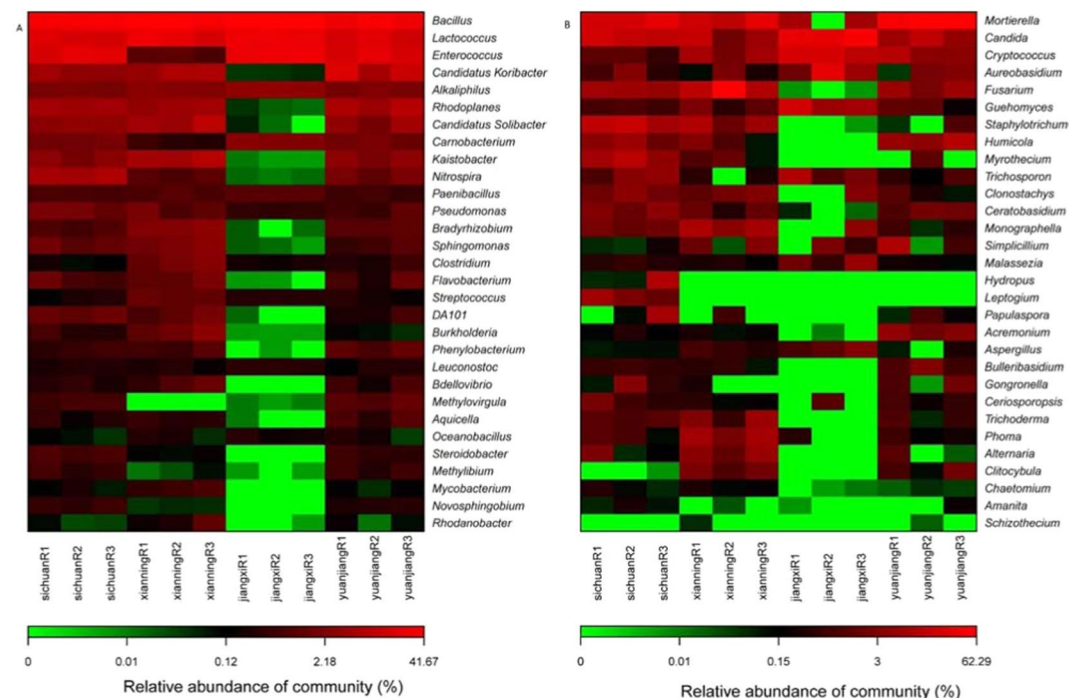 A
Bacillus
Lactococcus
Enterococcus
Candidatus Koribacter
Alkaliphilus
Rhodoplanes
Candidatus Solibacter
Carnobacterium
Kaistobacter
Nitrospira
Paenibacillus
Pseudomonas
Bradyrhizobium
Sphingomonas
Clostridium
Flavobacterium
Streptococcus
DA101
Burkholderia
Phenylobacterium
Leuconostoc
Bdellovibrio
Methylovirgula
Aquicella
Oceanobacillus
Steroidobacter
Methylibium
Mycobacterium
Novosphingobium
Rhodanobacter
sichuanR1
sichuanR2
sichuanR3
xianningR1
xianningR2
xianningR3
jiangxiR1
jiangxiR2
jiangxiR3
yuanjiangR1
yuanjiangR2
yuanjiangR3
0 0.01 0.12 2.18 41.67
Relative abundance of community (%)
B
Mortierella
Candida
Cryptococcus
Aureobasidium
Fusarium
Guehomyces
Staphylotrichum
Humicola
Myrothecium
Trichosporon
Clonostachys
Ceratobasidium
Monographella
Simplicillium
Malassezia
Hydropus
Leptogium
Papulaspora
Acremonium
Aspergillus
Bulleribasidium
Gongronella
Ceriosporopsis
Trichoderma
Phoma
Alternaria
Clitocybula
Chaetomium
Amanita
Schizothecium
sichuanR1
sichuanR2
sichuanR3
xianningR1
xianningR2
xianningR3
jiangxiR1
jiangxiR2
jiangxiR3
yuanjiangR1
yuanjiangR2
yuanjiangR3
0 0.01 0.15 3 62.29
Relative abundance of community (%)